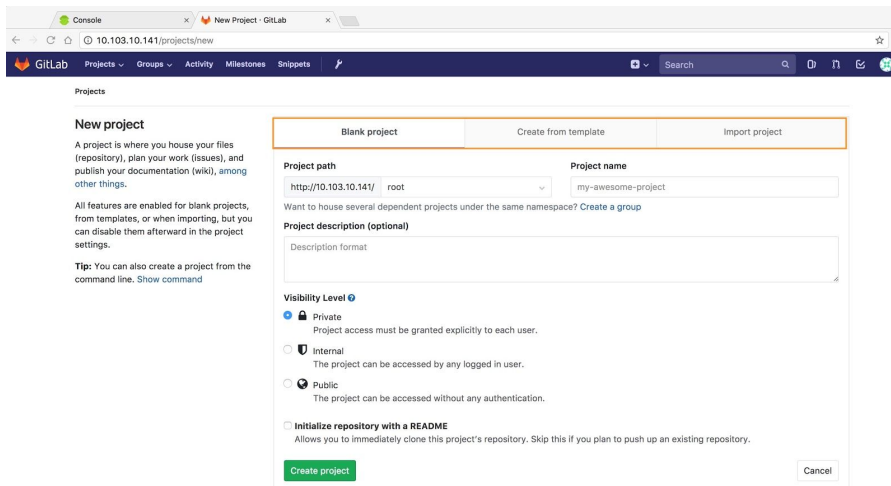 Console
New Project · GitLab
10.103.10.141/projects/new
GitLab Projects Groups Activity Milestones Snippets Search
Projects
New project
A project is where you house your files
(repository), plan your work (issues), and
publish your documentation (wiki), among
other things.
All features are enabled for blank projects,
from templates, or when importing, but you
can disable them afterward in the project
settings.
Tip: You can also create a project from the
command line. Show command
Blank project Create from template Import project
Project path Project name
http://10.103.10.141/ root my-awesome-project
Want to house several dependent projects under the same namespace? Create a group
Project description (optional)
Description format
Visibility Level
Private
Project access must be granted explicitly to each user.
Internal
The project can be accessed by any logged in user.
Public
The project can be accessed without any authentication.
Initialize repository with a README
Allows you to immediately clone this project's repository. Skip this if you plan to push up an existing repository.
Create project Cancel